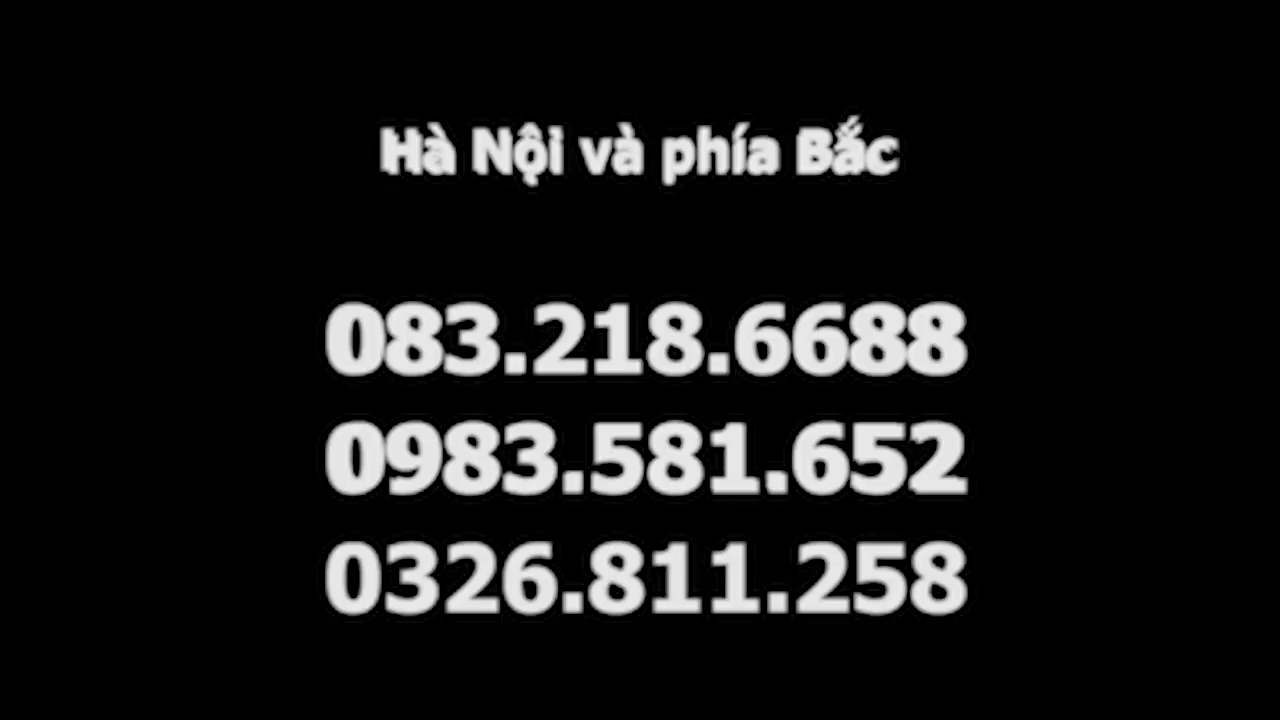 Hà Nội và phía Bắc
083.218.6688
0983.581.652
0326.811.258